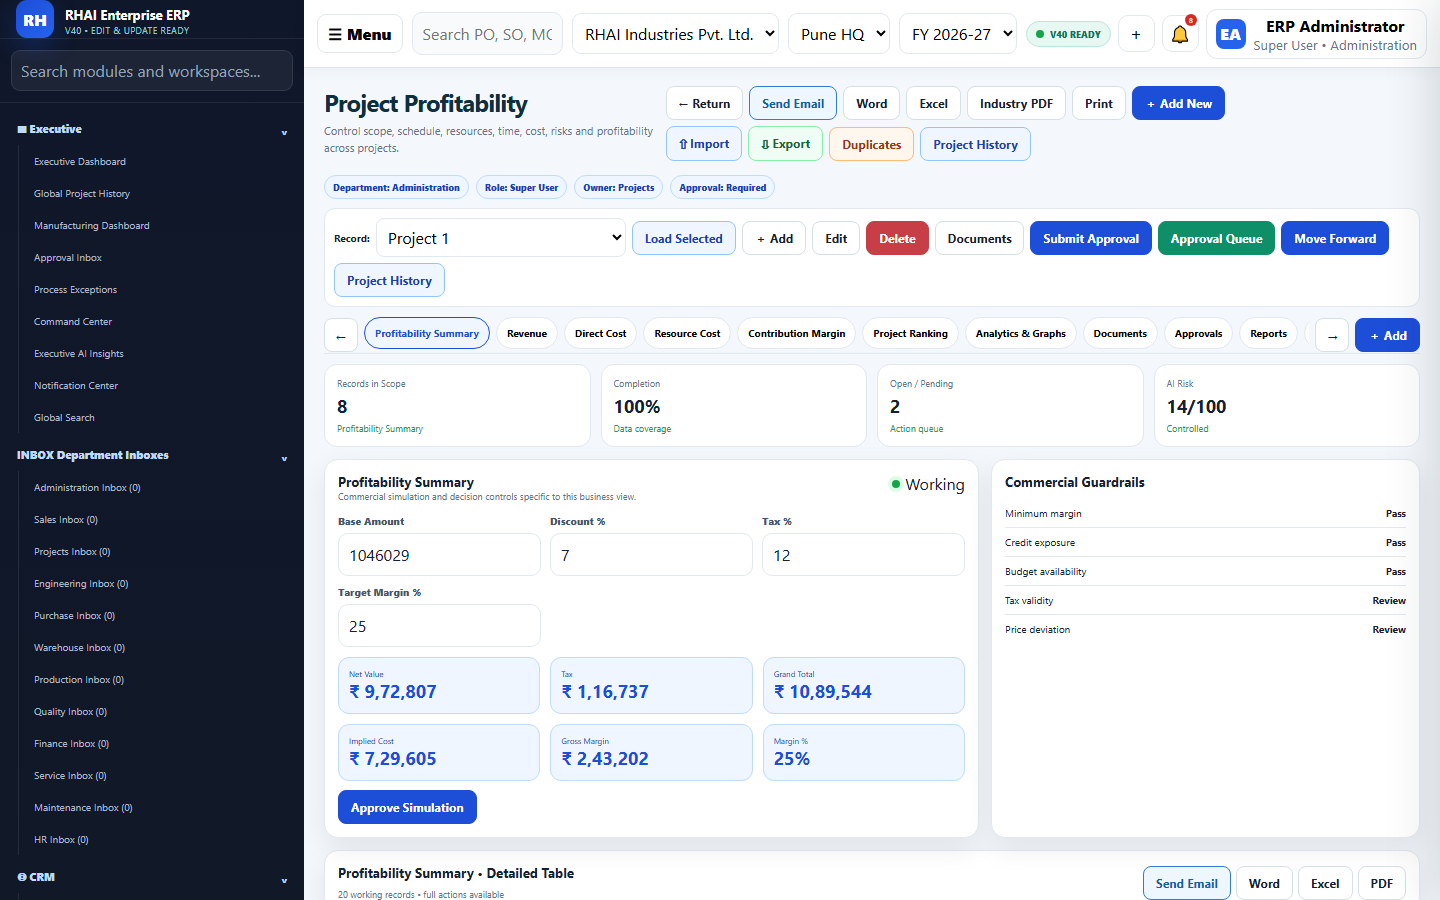 RH
RHAI Enterprise ERP
V40 • EDIT & UPDATE READY
Search modules and workspaces...
Executive
Executive Dashboard
Global Project History
Manufacturing Dashboard
Approval Inbox
Process Exceptions
Command Center
Executive AI Insights
Notification Center
Global Search
INBOX Department Inboxes
Administration Inbox (0)
Sales Inbox (0)
Projects Inbox (0)
Engineering Inbox (0)
Purchase Inbox (0)
Warehouse Inbox (0)
Production Inbox (0)
Quality Inbox (0)
Finance Inbox (0)
Service Inbox (0)
Maintenance Inbox (0)
HR Inbox (0)
CRM
☰ Menu
Search PO, SO, MO
RHAI Industries Pvt. Ltd.
Pune HQ
FY 2026-27
V40 READY
+
8
EA
ERP Administrator
Super User • Administration
Project Profitability
Control scope, schedule, resources, time, cost, risks and profitability
across projects.
← Return
Send Email
Word
Excel
Industry PDF
Print
+ Add New
⇧ Import
⇩ Export
Duplicates
Project History
Department: Administration
Role: Super User
Owner: Projects
Approval: Required
Record:
Project 1
Load Selected
+ Add
Edit
Delete
Documents
Submit Approval
Approval Queue
Move Forward
Project History
←
Profitability Summary
Revenue
Direct Cost
Resource Cost
Contribution Margin
Project Ranking
Analytics & Graphs
Documents
Approvals
Reports
→
+ Add
Records in Scope
8
Profitability Summary
Completion
100%
Data coverage
Open / Pending
2
Action queue
AI Risk
14/100
Controlled
Profitability Summary
Commercial simulation and decision controls specific to this business view.
Working
Base Amount
1046029
Discount %
7
Tax %
12
Target Margin %
25
Net Value
₹ 9,72,807
Tax
₹ 1,16,737
Grand Total
₹ 10,89,544
Implied Cost
₹ 7,29,605
Gross Margin
₹ 2,43,202
Margin %
25%
Approve Simulation
Commercial Guardrails
Minimum margin Pass
Credit exposure Pass
Budget availability Pass
Tax validity Review
Price deviation Review
Profitability Summary • Detailed Table
20 working records • full actions available
Send Email
Word
Excel
PDF